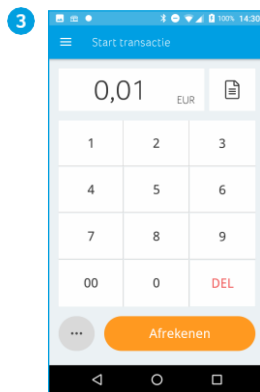 3
100% 14:30
Start transactie
0,01 EUR
1 2 3
4 5 6
7 8 9
00 0 DEL
... Afrekenen